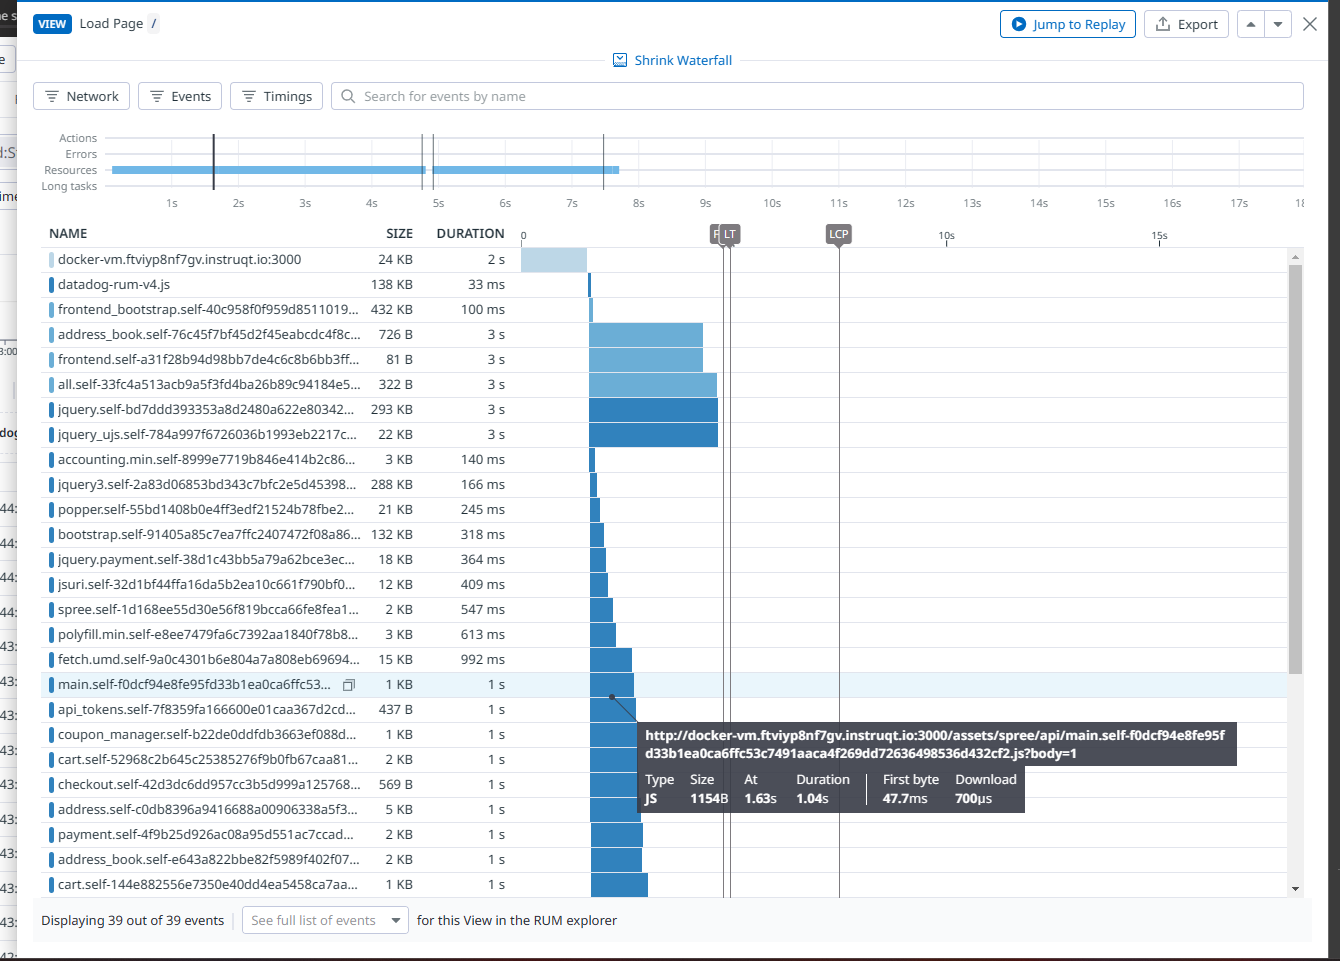 VIEW Load Page /
Jump to Replay
Export
Shrink Waterfall
Network
Events
Timings
Search for events by name
Actions
Errors
Resources
Long tasks
1s 2s 3s 4s 5s 6s 7s 8s 9s 10s 11s 12s 13s 14s 15s 16s 17s 18
NAME SIZE DURATION 0 F LT LCP 10s 15s
docker-vm.ftviyp8nf7gv.instruqt.io:3000 24 KB 2 s
datadog-rum-v4.js 138 KB 33 ms
frontend_bootstrap.self-40c958f0f959d8511019... 432 KB 100 ms
address_book.self-76c45f7bf45d2f45eabcdc4f8c... 726 B 3 s
frontend.self-a31f28b94d98bb7de4c6c8b6bb3ff... 81 B 3 s
all.self-33fc4a513acb9a5f3fd4ba26b89c94184e5... 322 B 3 s
jquery.self-bd7ddd393353a8d2480a622e80342... 293 KB 3 s
jquery_ujs.self-784a997f6726036b1993eb2217c... 22 KB 3 s
accounting.min.self-8999e7719b846e414b2c86... 3 KB 140 ms
jquery3.self-2a83d06853bd343c7bfc2e5d45398... 288 KB 166 ms
popper.self-55bd1408b0e4ff3edf21524b78fbe2... 21 KB 245 ms
bootstrap.self-91405a85c7ea7ffc2407472f08a86... 132 KB 318 ms
jquery.payment.self-38d1c43bb5a79a62bce3ec... 18 KB 364 ms
jsuri.self-32d1bf44ffa16da5b2ea10c661f790bf0... 12 KB 409 ms
spree.self-1d168ee55d30e56f819bcca66fe8fea1... 2 KB 547 ms
polyfill.min.self-e8ee7479fa6c7392aa1840f78b8... 3 KB 613 ms
fetch.umd.self-9a0c4301b6e804a7a808eb69694... 15 KB 992 ms
main.self-f0dcf94e8fe95fd33b1ea0ca6ffc53... 1 KB 1 s
api_tokens.self-7f8359fa166600e01caa367d2cd... 437 B 1 s
coupon_manager.self-b22de0ddfdb3663ef088d... 1 KB 1 s
cart.self-52968c2b645c25385276f9b0fb67caa81... 2 KB 1 s
checkout.self-42d3dc6dd957cc3b5d999a125768... 569 B 1 s
address.self-c0db8396a9416688a00906338a5f3... 5 KB 1 s
payment.self-4f9b25d926ac08a95d551ac7ccad... 2 KB 1 s
address_book.self-e643a822bbe82f5989f402f07... 2 KB 1 s
cart.self-144e882556e7350e40dd4ea5458ca7aa... 1 KB 1 s
http://docker-vm.ftviyp8nf7gv.instruqt.io:3000/assets/spree/api/main.self-f0dcf94e8fe95f
d33b1ea0ca6ffc53c7491aaca4f269dd7263649853​6d432cf2.js?body=1
Type Size At Duration First byte Download
JS 1154B 1.63s 1.04s 47.7ms 700µs
Displaying 39 out of 39 events
See full list of events
for this View in the RUM explorer